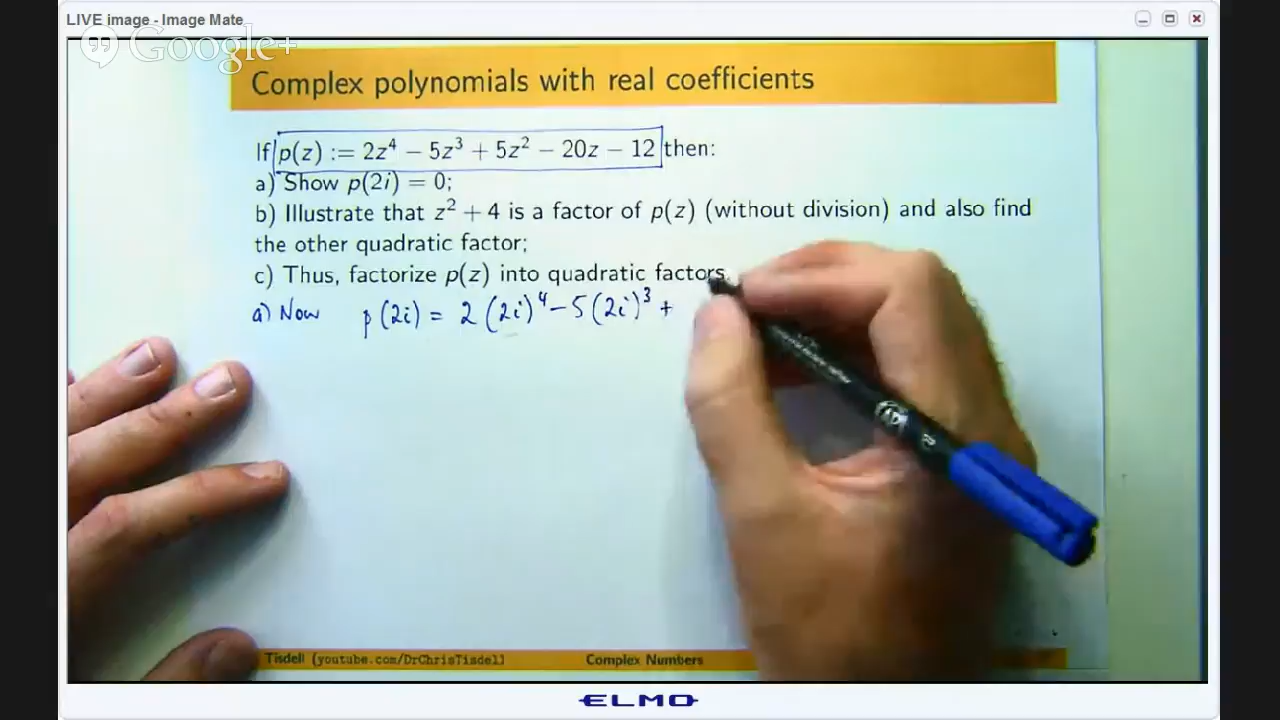 LIVE image - Image Mate
Google+
Complex polynomials with real coefficients
If p(z) := 2z⁴ − 5z³ + 5z² − 20z − 12 then:
a) Show p(2i) = 0;
b) Illustrate that z² + 4 is a factor of p(z) (without division) and also find
the other quadratic factor;
c) Thus, factorize p(z) into quadratic factors.
a) Now p(2i) = 2(2i)⁴ − 5(2i)³ +
Tisdell (youtube.com/DrChrisTisdell
Complex Numbers
ELMO